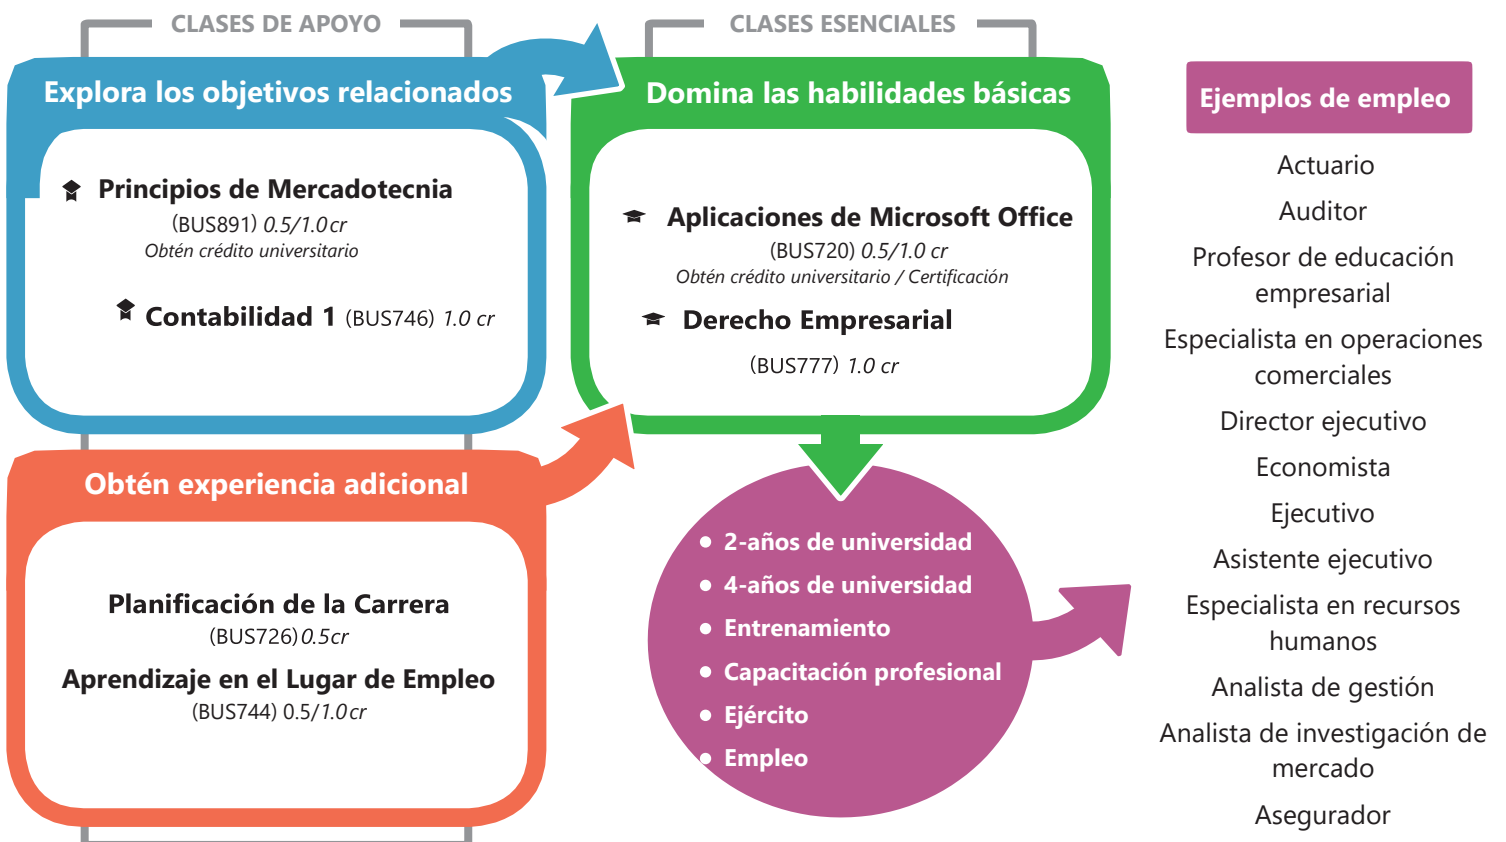 CLASES DE APOYO
Explora los objetivos relacionados
Principios de Mercadotecnia
(BUS891) 0.5/1.0 cr
Obtén crédito universitario
Contabilidad 1 (BUS746) 1.0 cr
Obtén experiencia adicional
Planificación de la Carrera
(BUS726) 0.5cr
Aprendizaje en el Lugar de Empleo
(BUS744) 0.5/1.0 cr
CLASES ESENCIALES
Domina las habilidades básicas
Aplicaciones de Microsoft Office
(BUS720) 0.5/1.0 cr
Obtén crédito universitario / Certificación
Derecho Empresarial
(BUS777) 1.0 cr
• 2-años de universidad
• 4-años de universidad
• Entrenamiento
• Capacitación profesional
• Ejército
• Empleo
Ejemplos de empleo
Actuario
Auditor
Profesor de educación
empresarial
Especialista en operaciones
comerciales
Director ejecutivo
Economista
Ejecutivo
Asistente ejecutivo
Especialista en recursos
humanos
Analista de gestión
Analista de investigación de
mercado
Asegurador